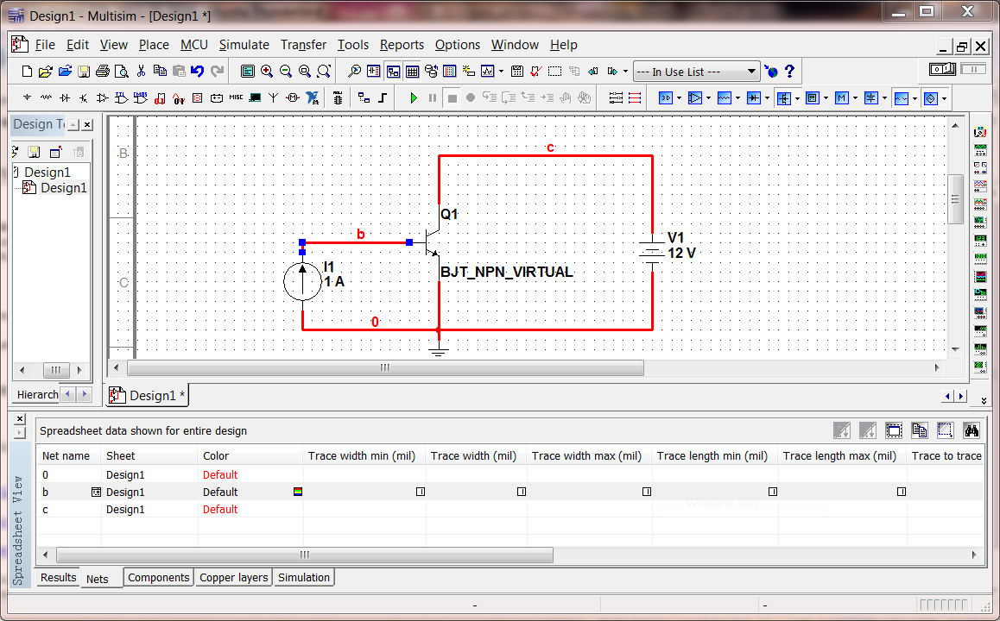 Design1 - Multisim - [Design1 *]
File Edit View Place MCU Simulate Transfer Tools Reports Options Window Help
--- In Use List ---
MISC
Design T
B
c
Design1
Design1
Q1
b
V1
12 V
I1
1 A
BJT_NPN_VIRTUAL
C
0
Hierarch
Design1 *
Spreadsheet data shown for entire design
Net name Sheet Color Trace width min (mil) Trace width (mil) Trace width max (mil) Trace length min (mil) Trace length max (mil) Trace to trace
0 Design1 Default
b Design1 Default
c Design1 Default
Spreadsheet View
Results Nets Components Copper layers Simulation
- -